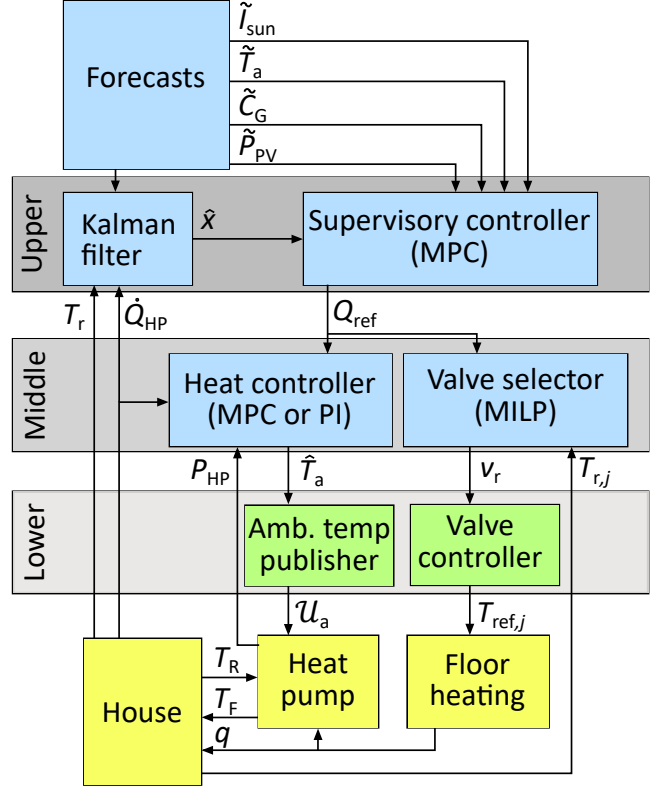 Ĩsun
Forecasts
T̃a
C̃G
P̃PV
Upper
Kalman
filter
x̂
Supervisory controller
(MPC)
Tr
Q̇HP
Qref
Middle
Heat controller
(MPC or PI)
Valve selector
(MILP)
PHP
T̂a
vr
Tr,j
Lower
Amb. temp
publisher
Valve
controller
𝒰a
Tref,j
House
TR
TF
q
Heat
pump
Floor
heating